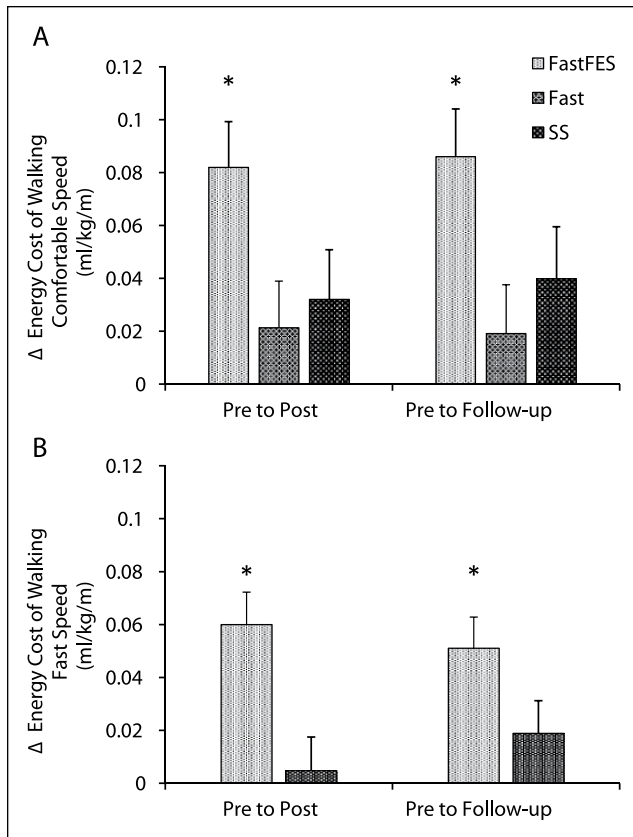 A
Δ Energy Cost of Walking
Comfortable Speed
(ml/kg/m)
0.12
0.1
0.08
0.06
0.04
0.02
0
*
*
FastFES
Fast
SS
Pre to Post
Pre to Follow-up
B
Δ Energy Cost of Walking
Fast Speed
(ml/kg/m)
0.12
0.1
0.08
0.06
0.04
0.02
0
*
*
Pre to Post
Pre to Follow-up